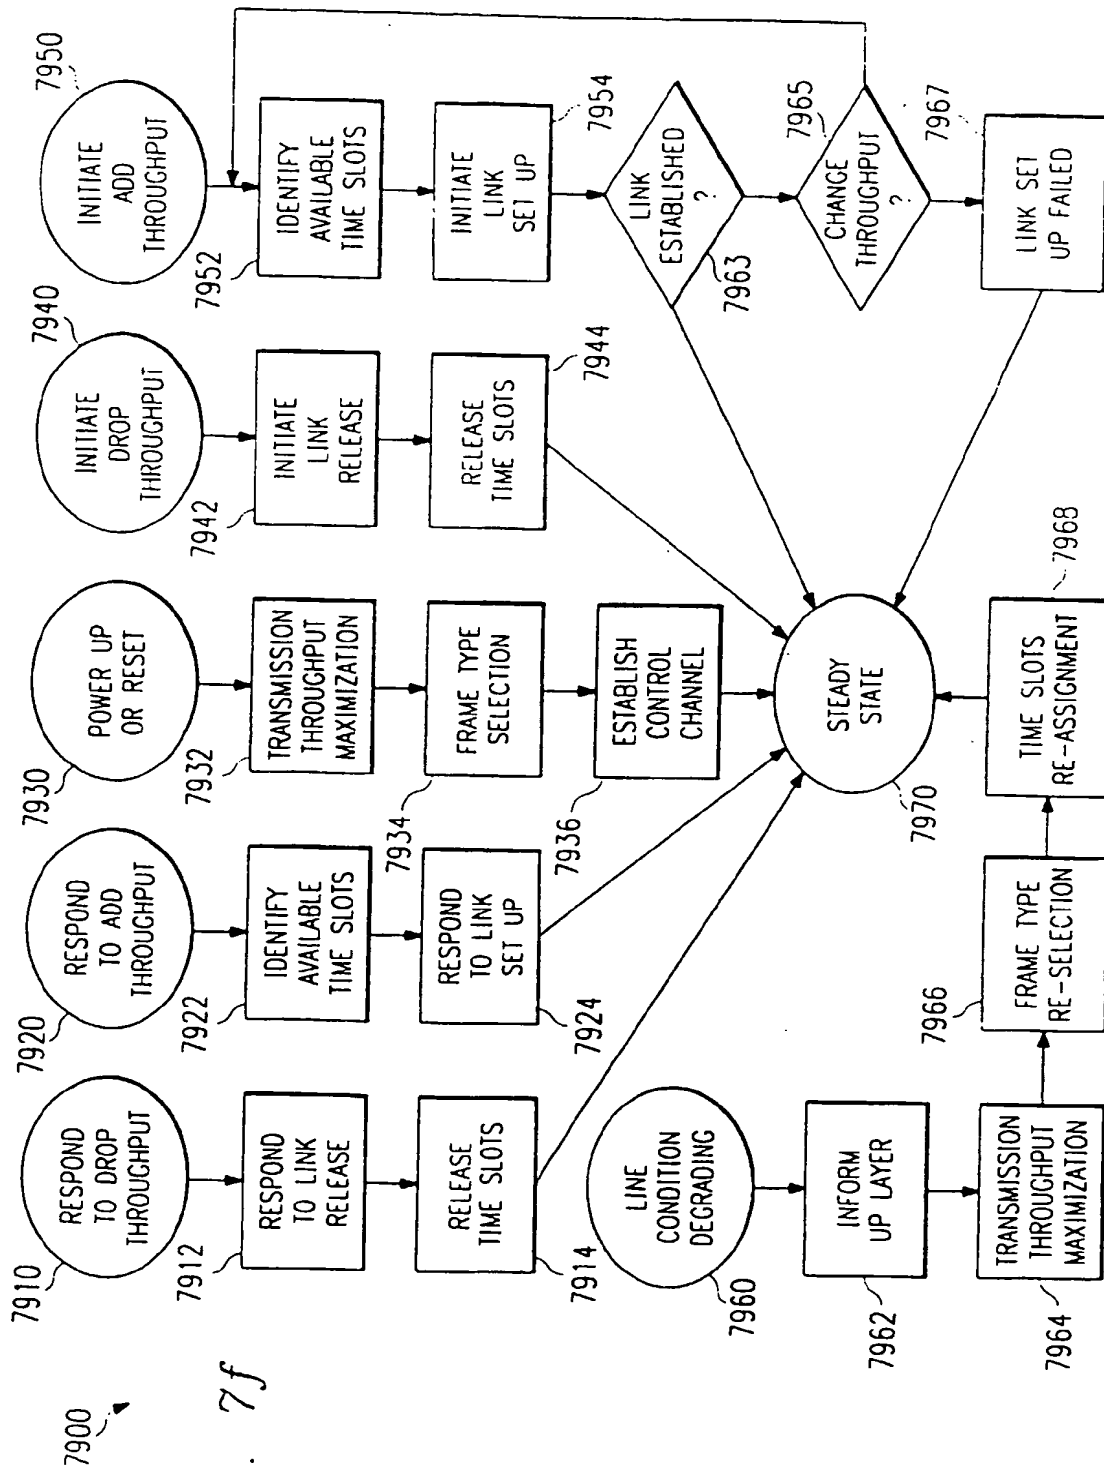 7900
7f
7910
RESPOND
TO DROP
THROUGHPUT
7912
RESPOND
TO LINK
RELEASE
RELEASE
TIME SLOTS
7914
7920
RESPOND
TO ADD
THROUGHPUT
7922
IDENTIFY
AVAILABLE
TIME SLOTS
RESPOND
TO LINK
SET UP
7924
7930
POWER UP
OR RESET
7932
TRANSMISSION
THROUGHPUT
MAXIMIZATION
7934
FRAME TYPE
SELECTION
7936
ESTABLISH
CONTROL
CHANNEL
7940
INITIATE
DROP
THROUGHPUT
7942
INITIATE
LINK
RELEASE
RELEASE
TIME SLOTS
7944
7950
INITIATE
ADD
THROUGHPUT
7952
IDENTIFY
AVAILABLE
TIME SLOTS
INITIATE
LINK
SET UP
7954
LINK
ESTABLISHED
?
7963
CHANGE
THROUGHPUT
?
7965
LINK SET
UP FAILED
7967
LINE
CONDITION
DEGRADING
7960
INFORM
UP LAYER
7962
TRANSMISSION
THROUGHPUT
MAXIMIZATION
7964
FRAME TYPE
RE-SELECTION
7966
TIME SLOTS
RE-ASSIGNMENT
7968
STEADY
STATE
7970